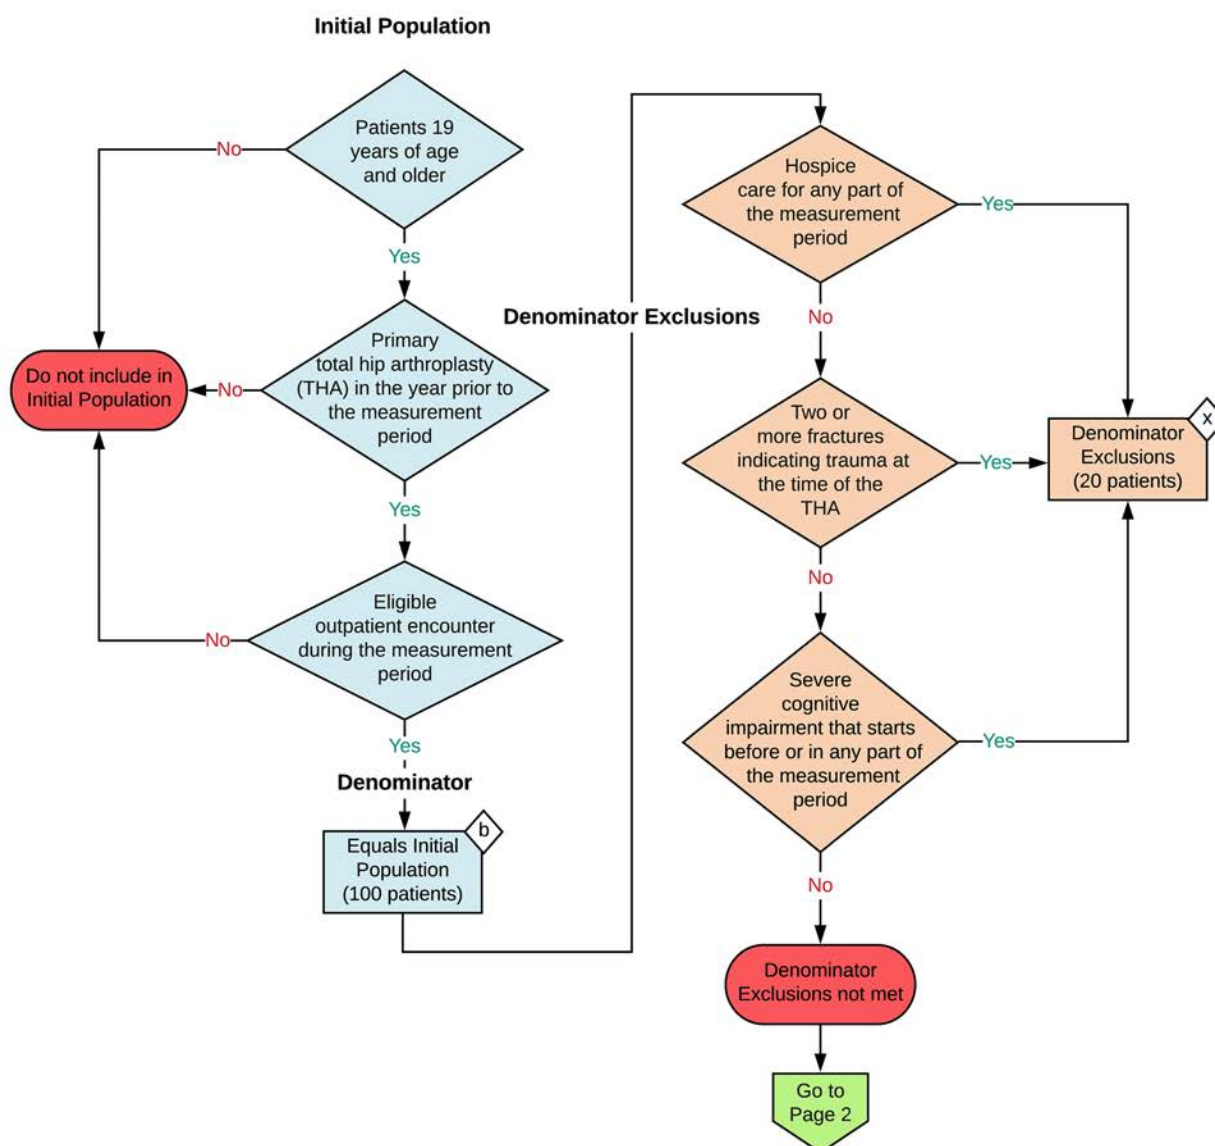 Initial Population
Patients 19
years of age
and older
No
Yes
Primary
total hip arthroplasty
(THA) in the year prior to
the measurement
period
No
Do not include in
Initial Population
Yes
Eligible
outpatient encounter
during the measurement
period
No
Yes
Denominator
b
Equals Initial
Population
(100 patients)
Denominator Exclusions
Hospice
care for any part of
the measurement
period
Yes
No
Two or
more fractures
indicating trauma at
the time of the
THA
Yes
x
Denominator
Exclusions
(20 patients)
No
Severe
cognitive
impairment that starts
before or in any part of
the measurement
period
Yes
No
Denominator
Exclusions not met
Go to
Page 2